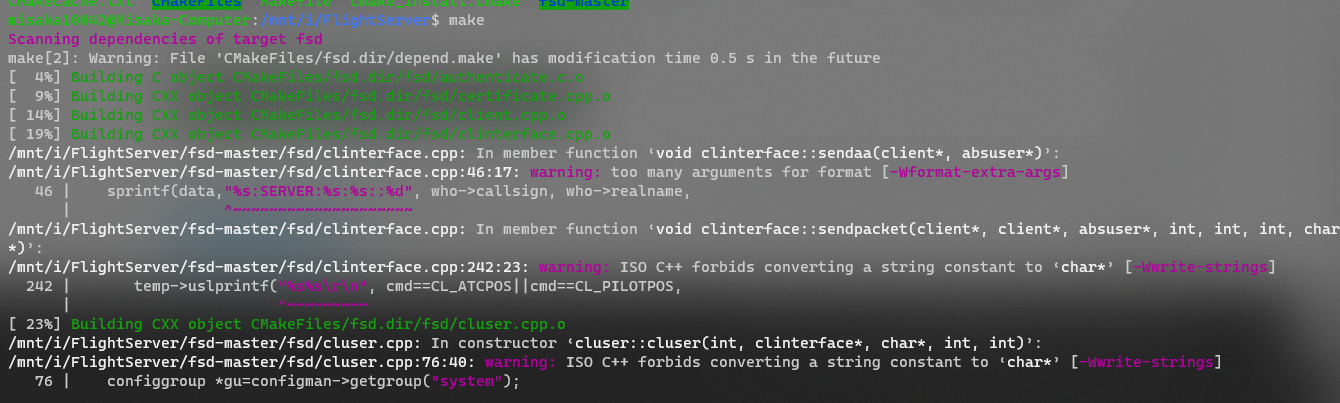 CMakeFiles Makefile cmake_install.cmake fsd-master
misaka10842@Misaka-Computer:/mnt/i/FlightServer$ make
Scanning dependencies of target fsd
make[2]: Warning: File 'CMakeFiles/fsd.dir/depend.make' has modification time 0.5 s in the future
[  4%] Building C object CMakeFiles/fsd.dir/fsd/authenticate.c.o
[  9%] Building CXX object CMakeFiles/fsd.dir/fsd/certificate.cpp.o
[ 14%] Building CXX object CMakeFiles/fsd.dir/fsd/client.cpp.o
[ 19%] Building CXX object CMakeFiles/fsd.dir/fsd/clinterface.cpp.o
/mnt/i/FlightServer/fsd-master/fsd/clinterface.cpp: In member function ‘void clinterface::sendaa(client*, absuser*)’:
/mnt/i/FlightServer/fsd-master/fsd/clinterface.cpp:46:17: warning: too many arguments for format [-Wformat-extra-args]
   46 |    sprintf(data,"%s:SERVER:%s:%s::%d", who->callsign, who->realname,
      |                 ^~~~~~~~~~~~~~~~~~~~~
/mnt/i/FlightServer/fsd-master/fsd/clinterface.cpp: In member function ‘void clinterface::sendpacket(client*, client*, absuser*, int, int, int, char
*)’:
/mnt/i/FlightServer/fsd-master/fsd/clinterface.cpp:242:23: warning: ISO C++ forbids converting a string constant to ‘char*’ [-Wwrite-strings]
  242 |       temp->uslprintf("%s%s\r\n", cmd==CL_ATCPOS||cmd==CL_PILOTPOS,
      |                       ^~~~~~~~~~
[ 23%] Building CXX object CMakeFiles/fsd.dir/fsd/cluser.cpp.o
/mnt/i/FlightServer/fsd-master/fsd/cluser.cpp: In constructor ‘cluser::cluser(int, clinterface*, char*, int, int)’:
/mnt/i/FlightServer/fsd-master/fsd/cluser.cpp:76:40: warning: ISO C++ forbids converting a string constant to ‘char*’ [-Wwrite-strings]
   76 |    configgroup *gu=configman->getgroup("system");